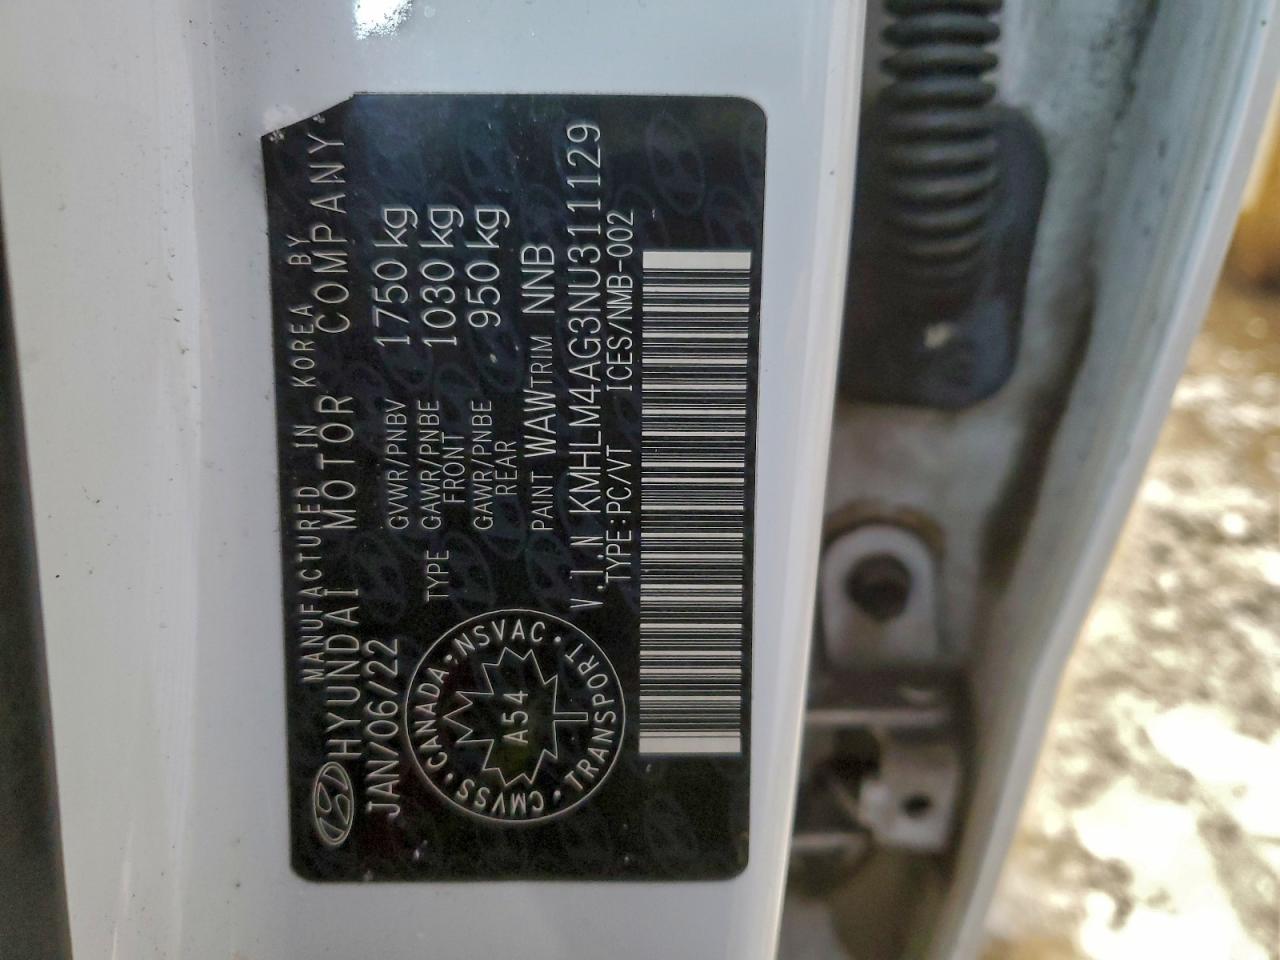 MANUFACTURED IN KOREA BY
HYUNDAI MOTOR COMPANY
JAN/06/22
GVWR/PNBV 1750 kg
TYPE GAWR/PNBE FRONT 1030 kg
GAWR/PNBE REAR 950 kg
PAINT WAW TRIM NNB
V.I.N KMHLM4AG3NU311129
TYPE:PC/VT ICES/NMB-002
CANADA · NSVAC · TRANSPORT · CMVSS ·
A54